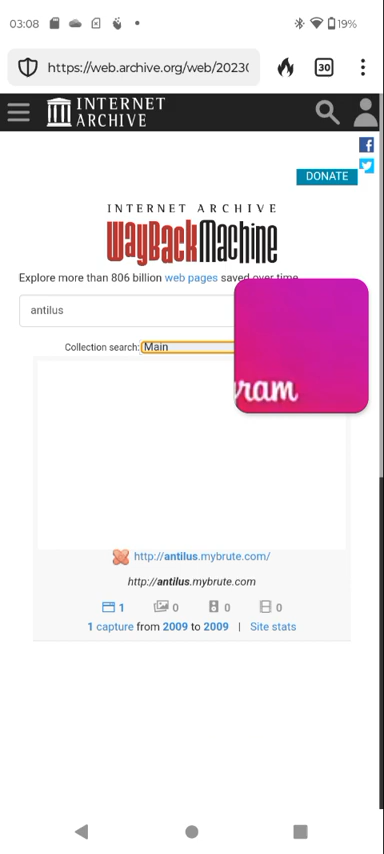 03:08
19%
https://web.archive.org/web/2023
30
INTERNET
ARCHIVE
DONATE
INTERNET ARCHIVE
WayBackMachine
Explore more than 806 billion web pages saved over time
antilus
Collection search: Main
ram
http://antilus.mybrute.com/
http://antilus.mybrute.com
1 0 0 0
1 capture from 2009 to 2009 | Site stats